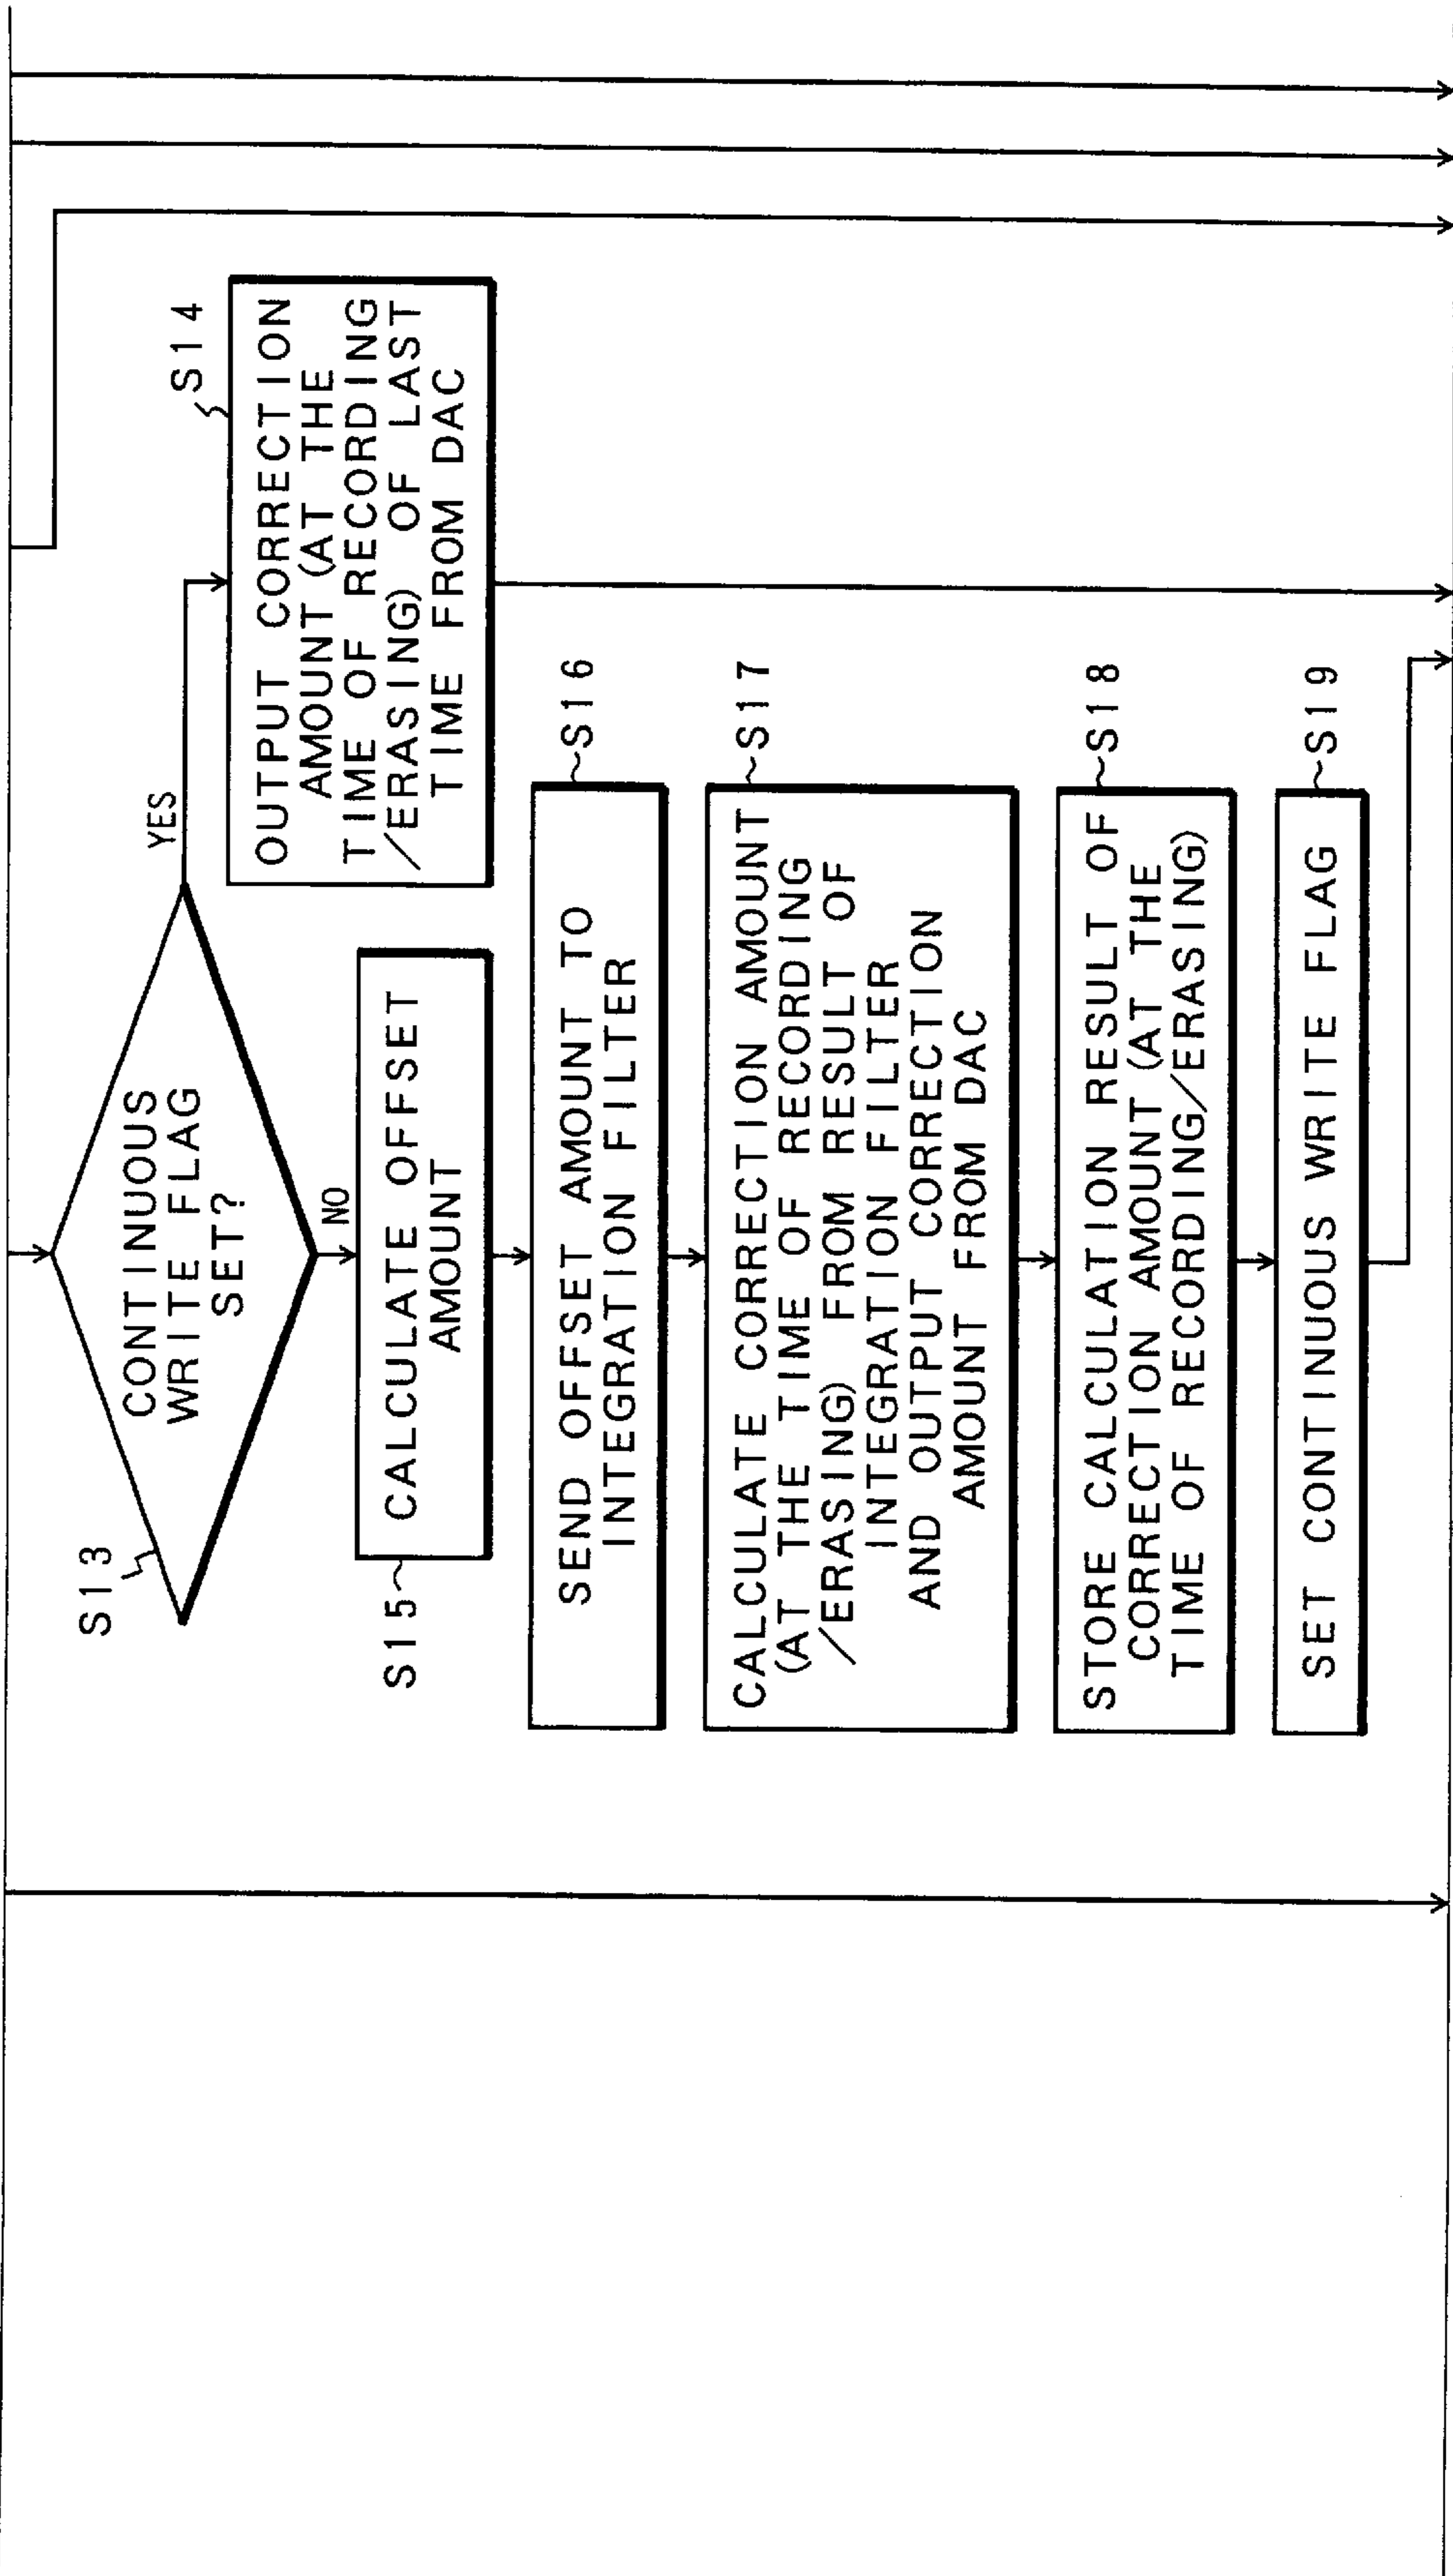 S13
CONTINUOUS
WRITE FLAG
SET?
YES
NO
S14
OUTPUT CORRECTION
AMOUNT (AT THE
TIME OF RECORDING
/ERASING) OF LAST
TIME FROM DAC
S15
CALCULATE OFFSET
AMOUNT
S16
SEND OFFSET AMOUNT TO
INTEGRATION FILTER
S17
CALCULATE CORRECTION AMOUNT
(AT THE TIME OF RECORDING
/ERASING) FROM RESULT OF
INTEGRATION FILTER
AND OUTPUT CORRECTION
AMOUNT FROM DAC
S18
STORE CALCULATION RESULT OF
CORRECTION AMOUNT (AT THE
TIME OF RECORDING/ERASING)
S19
SET CONTINUOUS WRITE FLAG